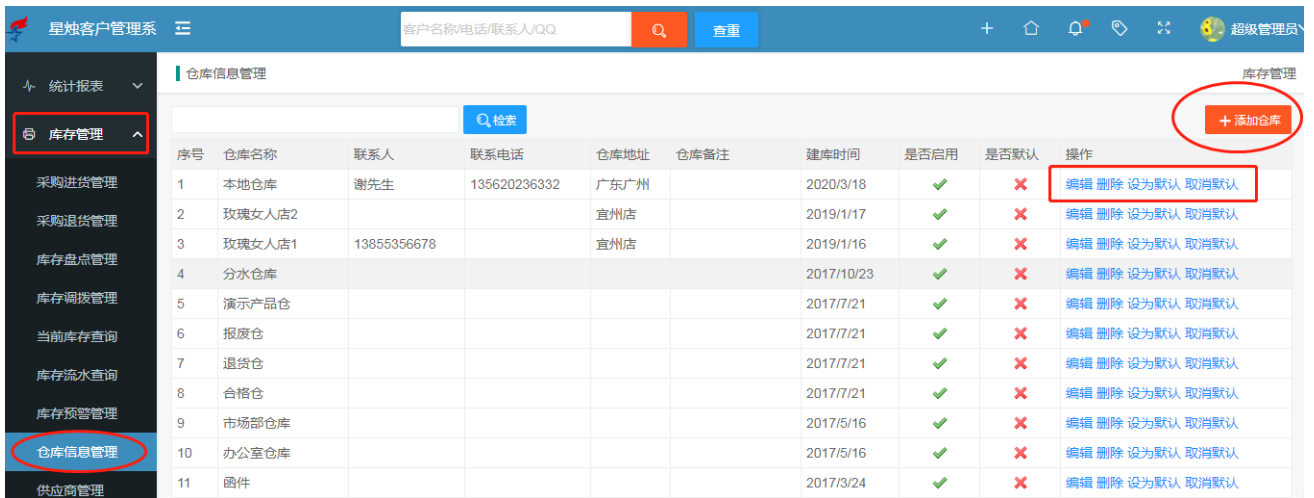 星烛客户管理系 客户名称/电话/联系人/QQ 查重 超级管理员
统计报表
库存管理
采购进货管理
采购退货管理
库存盘点管理
库存调拨管理
当前库存查询
库存流水查询
库存预警管理
仓库信息管理
供应商管理
仓库信息管理 库存管理
检索 添加仓库
序号 仓库名称 联系人 联系电话 仓库地址 仓库备注 建库时间 是否启用 是否默认 操作
1 本地仓库 谢先生 135620236332 广东广州 2020/3/18 编辑 删除 设为默认 取消默认
2 玫瑰女人店2 宜州店 2019/1/17 编辑 删除 设为默认 取消默认
3 玫瑰女人店1 13855356678 宜州店 2019/1/16 编辑 删除 设为默认 取消默认
4 分水仓库 2017/10/23 编辑 删除 设为默认 取消默认
5 演示产品仓 2017/7/21 编辑 删除 设为默认 取消默认
6 报废仓 2017/7/21 编辑 删除 设为默认 取消默认
7 退货仓 2017/7/21 编辑 删除 设为默认 取消默认
8 合格仓 2017/7/21 编辑 删除 设为默认 取消默认
9 市场部仓库 2017/5/16 编辑 删除 设为默认 取消默认
10 办公室仓库 2017/5/16 编辑 删除 设为默认 取消默认
11 函件 2017/3/24 编辑 删除 设为默认 取消默认